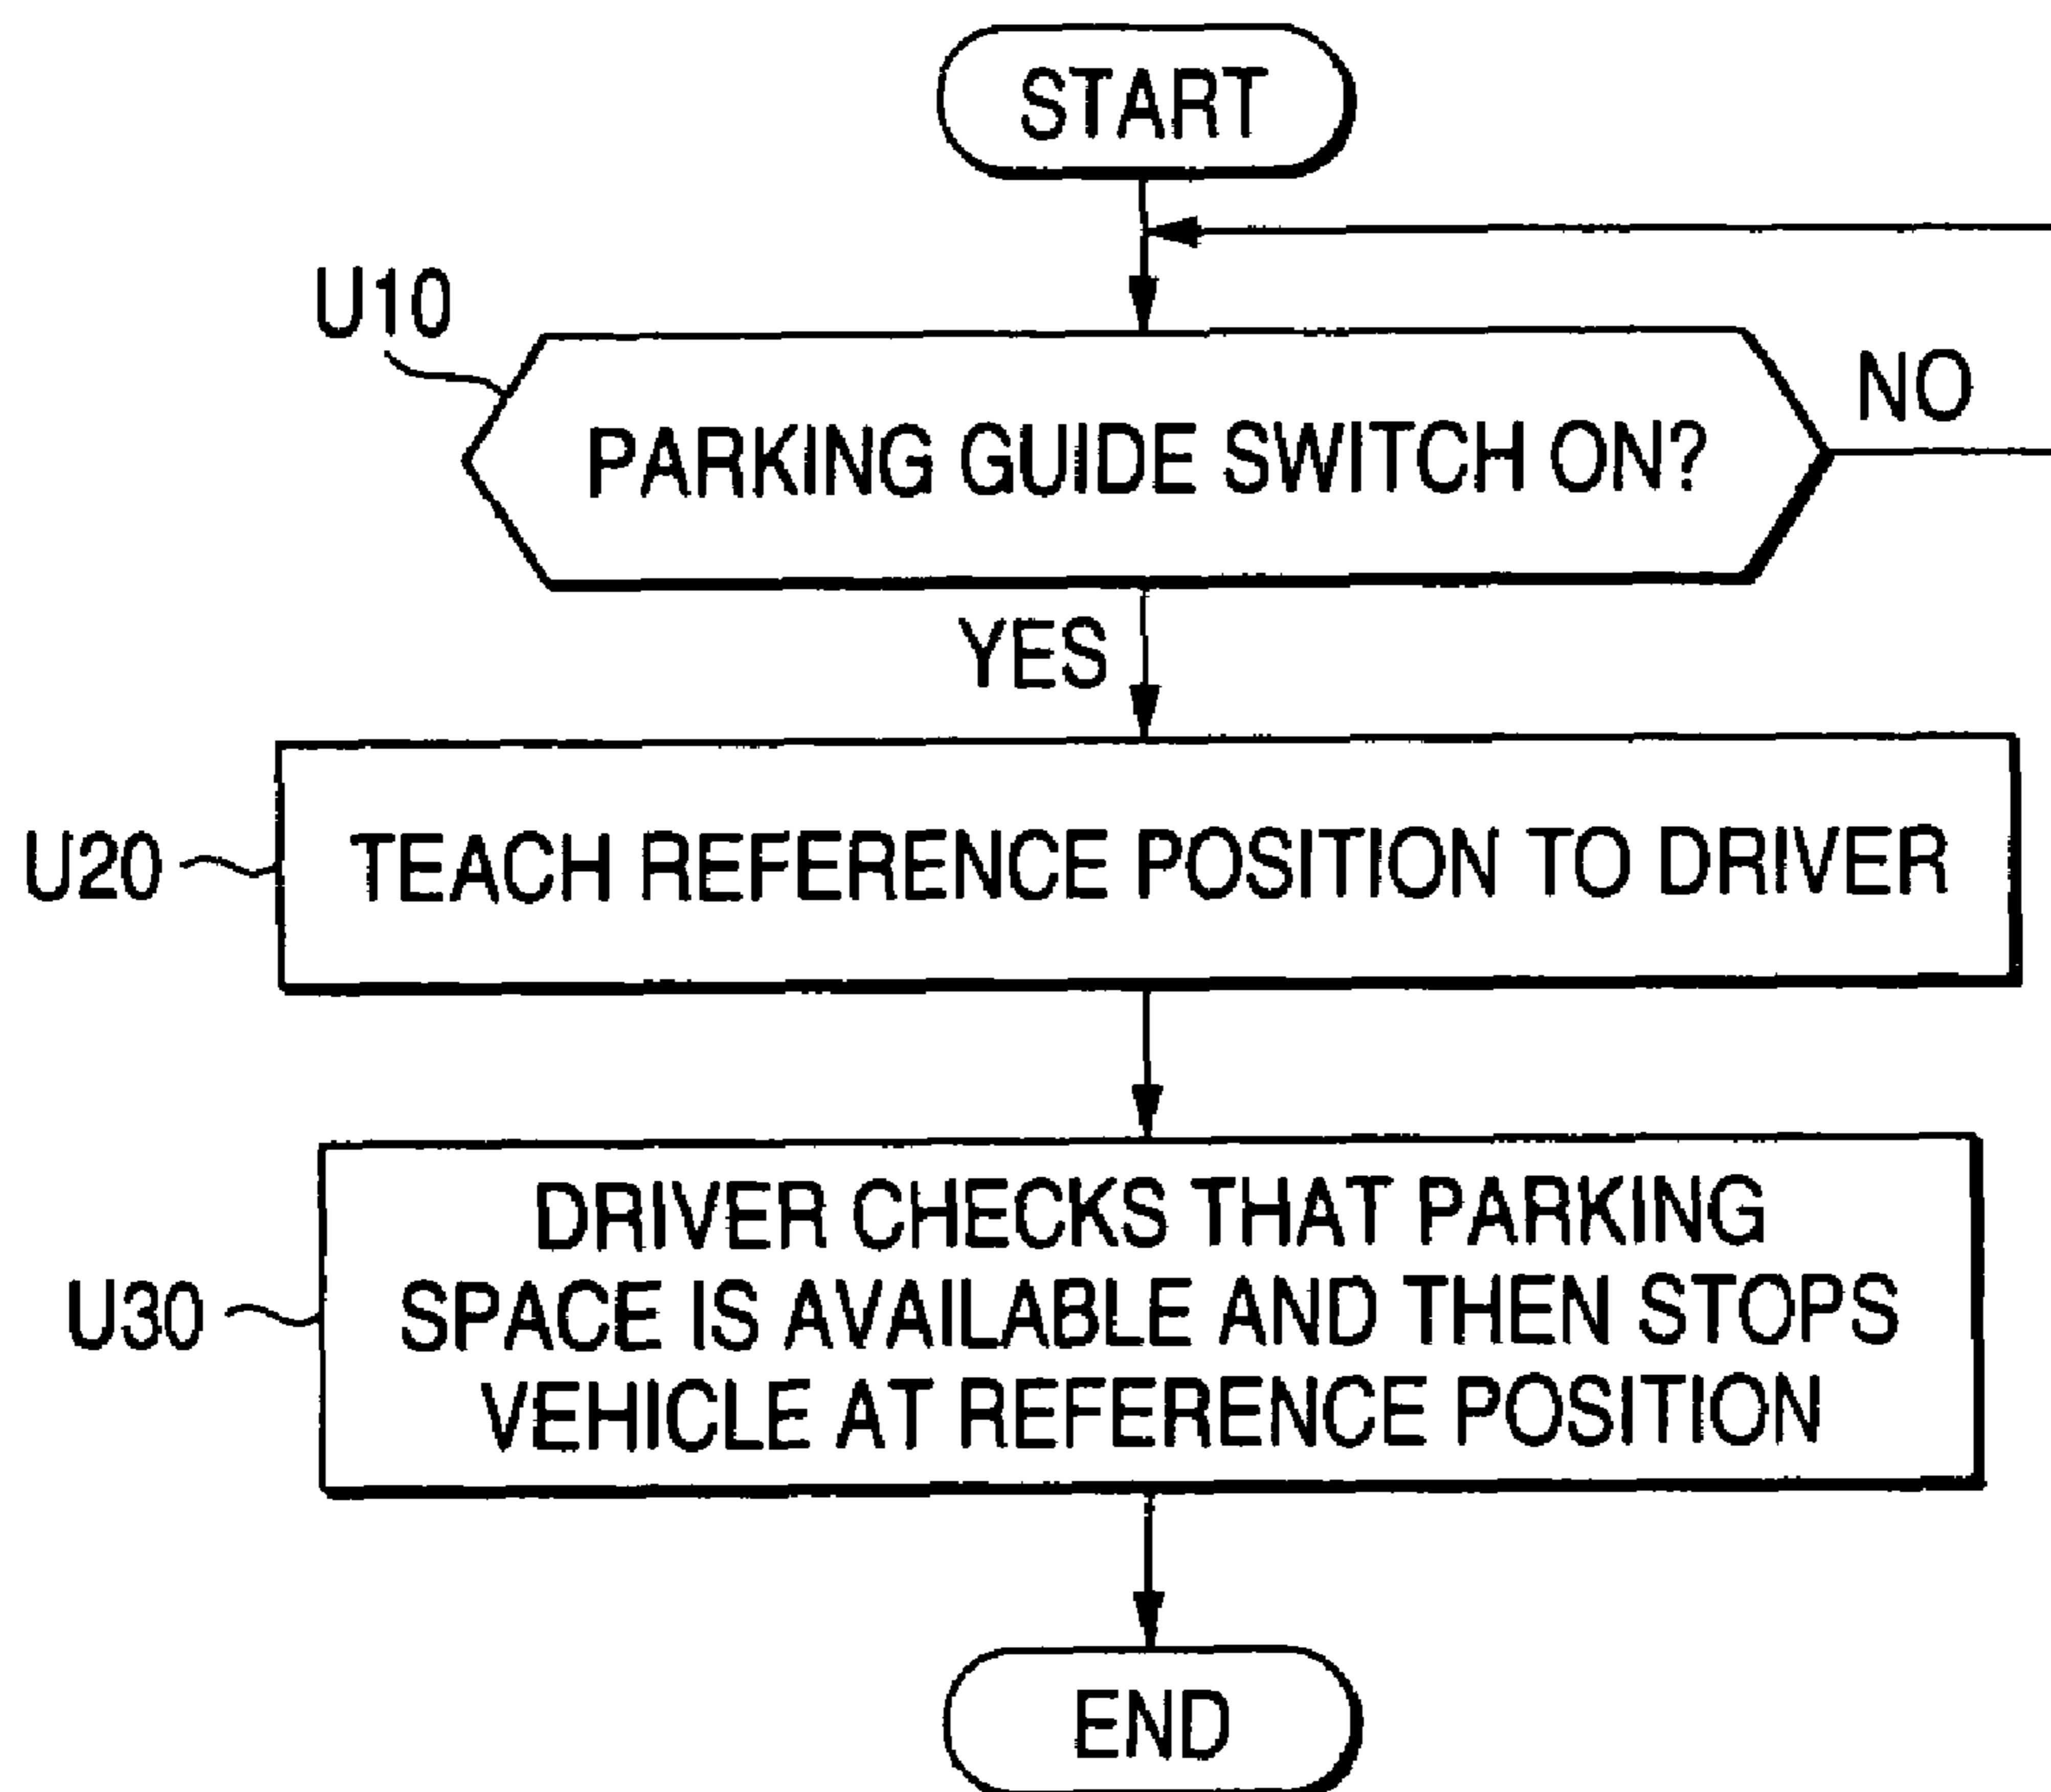 START
U10
PARKING GUIDE SWITCH ON?
NO
YES
U20
TEACH REFERENCE POSITION TO DRIVER
U30
DRIVER CHECKS THAT PARKING
SPACE IS AVAILABLE AND THEN STOPS
VEHICLE AT REFERENCE POSITION
END